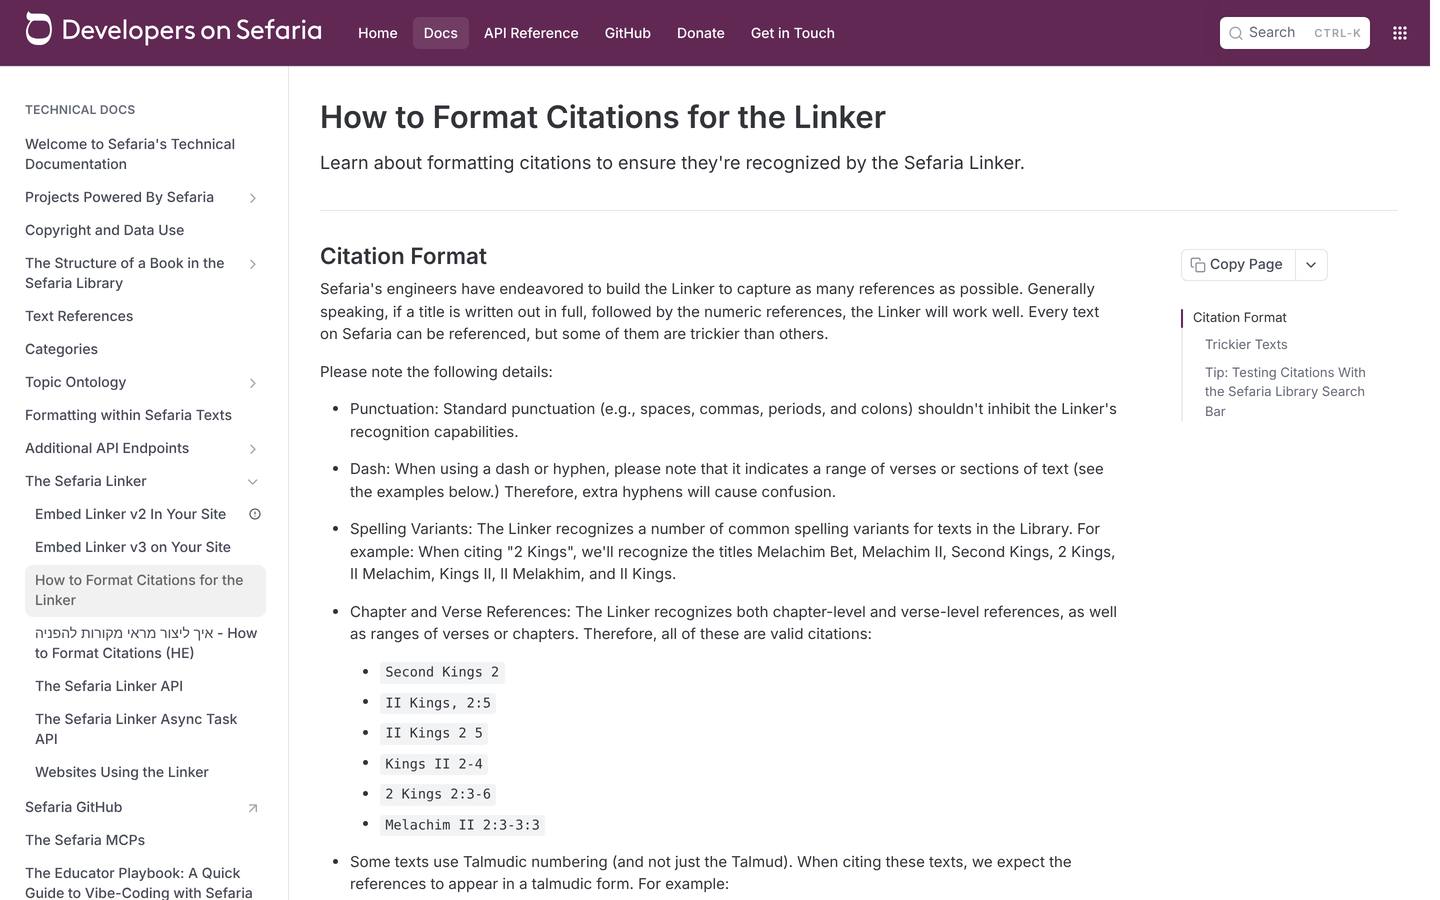 Developers on Sefaria
Home Docs API Reference GitHub Donate Get in Touch
Search CTRL-K
TECHNICAL DOCS
Welcome to Sefaria's Technical
Documentation
Projects Powered By Sefaria
Copyright and Data Use
The Structure of a Book in the
Sefaria Library
Text References
Categories
Topic Ontology
Formatting within Sefaria Texts
Additional API Endpoints
The Sefaria Linker
Embed Linker v2 In Your Site
Embed Linker v3 on Your Site
How to Format Citations for the
Linker
איך ליצור מראי מקורות להפניה - How
to Format Citations (HE)
The Sefaria Linker API
The Sefaria Linker Async Task
API
Websites Using the Linker
Sefaria GitHub
The Sefaria MCPs
The Educator Playbook: A Quick
Guide to Vibe-Coding with Sefaria
How to Format Citations for the Linker
Learn about formatting citations to ensure they're recognized by the Sefaria Linker.
Citation Format
Sefaria's engineers have endeavored to build the Linker to capture as many references as possible. Generally
speaking, if a title is written out in full, followed by the numeric references, the Linker will work well. Every text
on Sefaria can be referenced, but some of them are trickier than others.
Please note the following details:
• Punctuation: Standard punctuation (e.g., spaces, commas, periods, and colons) shouldn't inhibit the Linker's
recognition capabilities.
• Dash: When using a dash or hyphen, please note that it indicates a range of verses or sections of text (see
the examples below.) Therefore, extra hyphens will cause confusion.
• Spelling Variants: The Linker recognizes a number of common spelling variants for texts in the Library. For
example: When citing "2 Kings", we'll recognize the titles Melachim Bet, Melachim II, Second Kings, 2 Kings,
II Melachim, Kings II, II Melakhim, and II Kings.
• Chapter and Verse References: The Linker recognizes both chapter-level and verse-level references, as well
as ranges of verses or chapters. Therefore, all of these are valid citations:
• Second Kings 2
• II Kings, 2:5
• II Kings 2 5
• Kings II 2-4
• 2 Kings 2:3-6
• Melachim II 2:3-3:3
• Some texts use Talmudic numbering (and not just the Talmud). When citing these texts, we expect the
references to appear in a talmudic form. For example:
Copy Page
Citation Format
Trickier Texts
Tip: Testing Citations With
the Sefaria Library Search
Bar